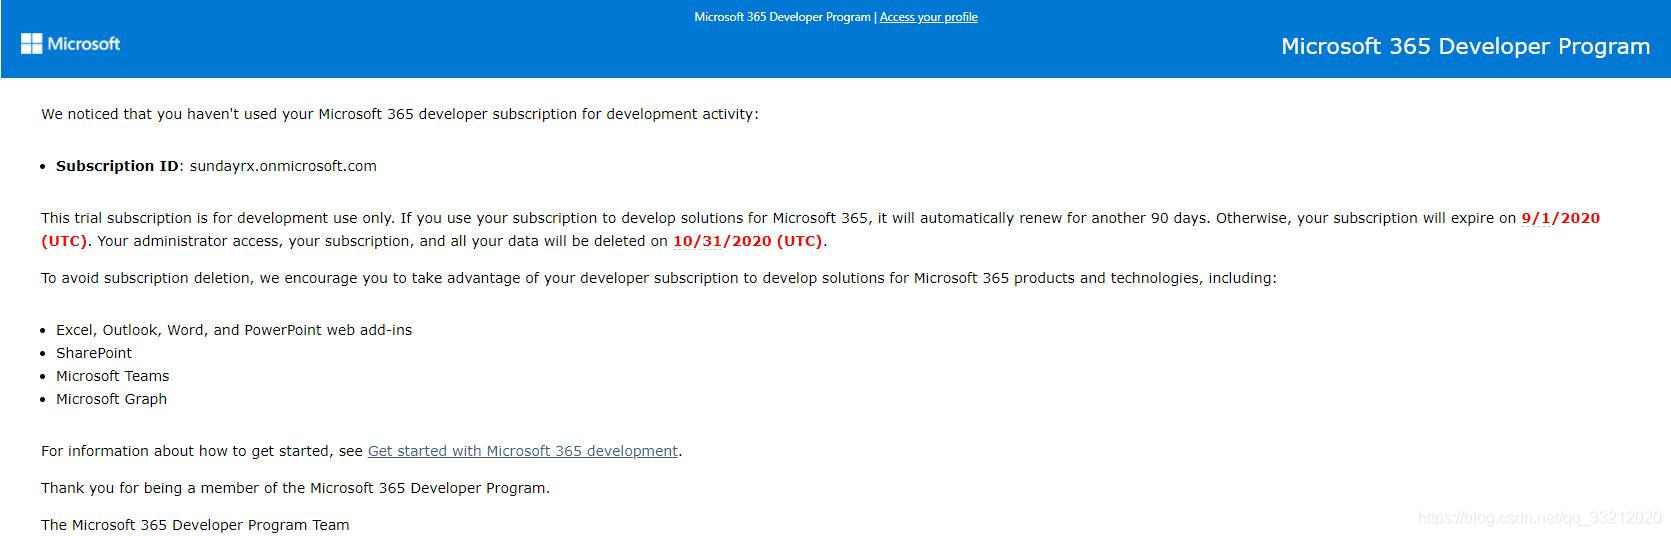 Microsoft 365 Developer Program | Access your profile
Microsoft
Microsoft 365 Developer Program
We noticed that you haven't used your Microsoft 365 developer subscription for development activity:
• Subscription ID: sundayrx.onmicrosoft.com
This trial subscription is for development use only. If you use your subscription to develop solutions for Microsoft 365, it will automatically renew for another 90 days. Otherwise, your subscription will expire on 9/1/2020
(UTC). Your administrator access, your subscription, and all your data will be deleted on 10/31/2020 (UTC).
To avoid subscription deletion, we encourage you to take advantage of your developer subscription to develop solutions for Microsoft 365 products and technologies, including:
• Excel, Outlook, Word, and PowerPoint web add-ins
• SharePoint
• Microsoft Teams
• Microsoft Graph
For information about how to get started, see Get started with Microsoft 365 development.
Thank you for being a member of the Microsoft 365 Developer Program.
The Microsoft 365 Developer Program Team
https://blog.csdn.net/qq_33212020